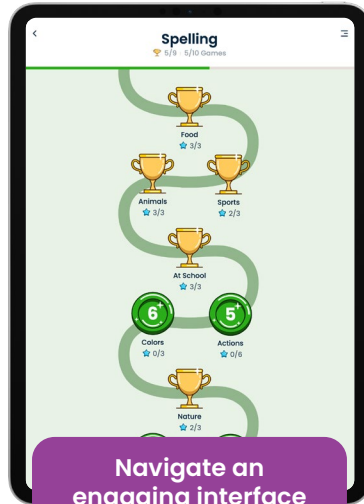 Spelling
5/9 · 5/10 Games
Food
3/3
Animals
3/3
Sports
2/3
At School
3/3
6
Colors
0/3
5
Actions
0/6
Nature
2/3
Navigate an
engaging interface